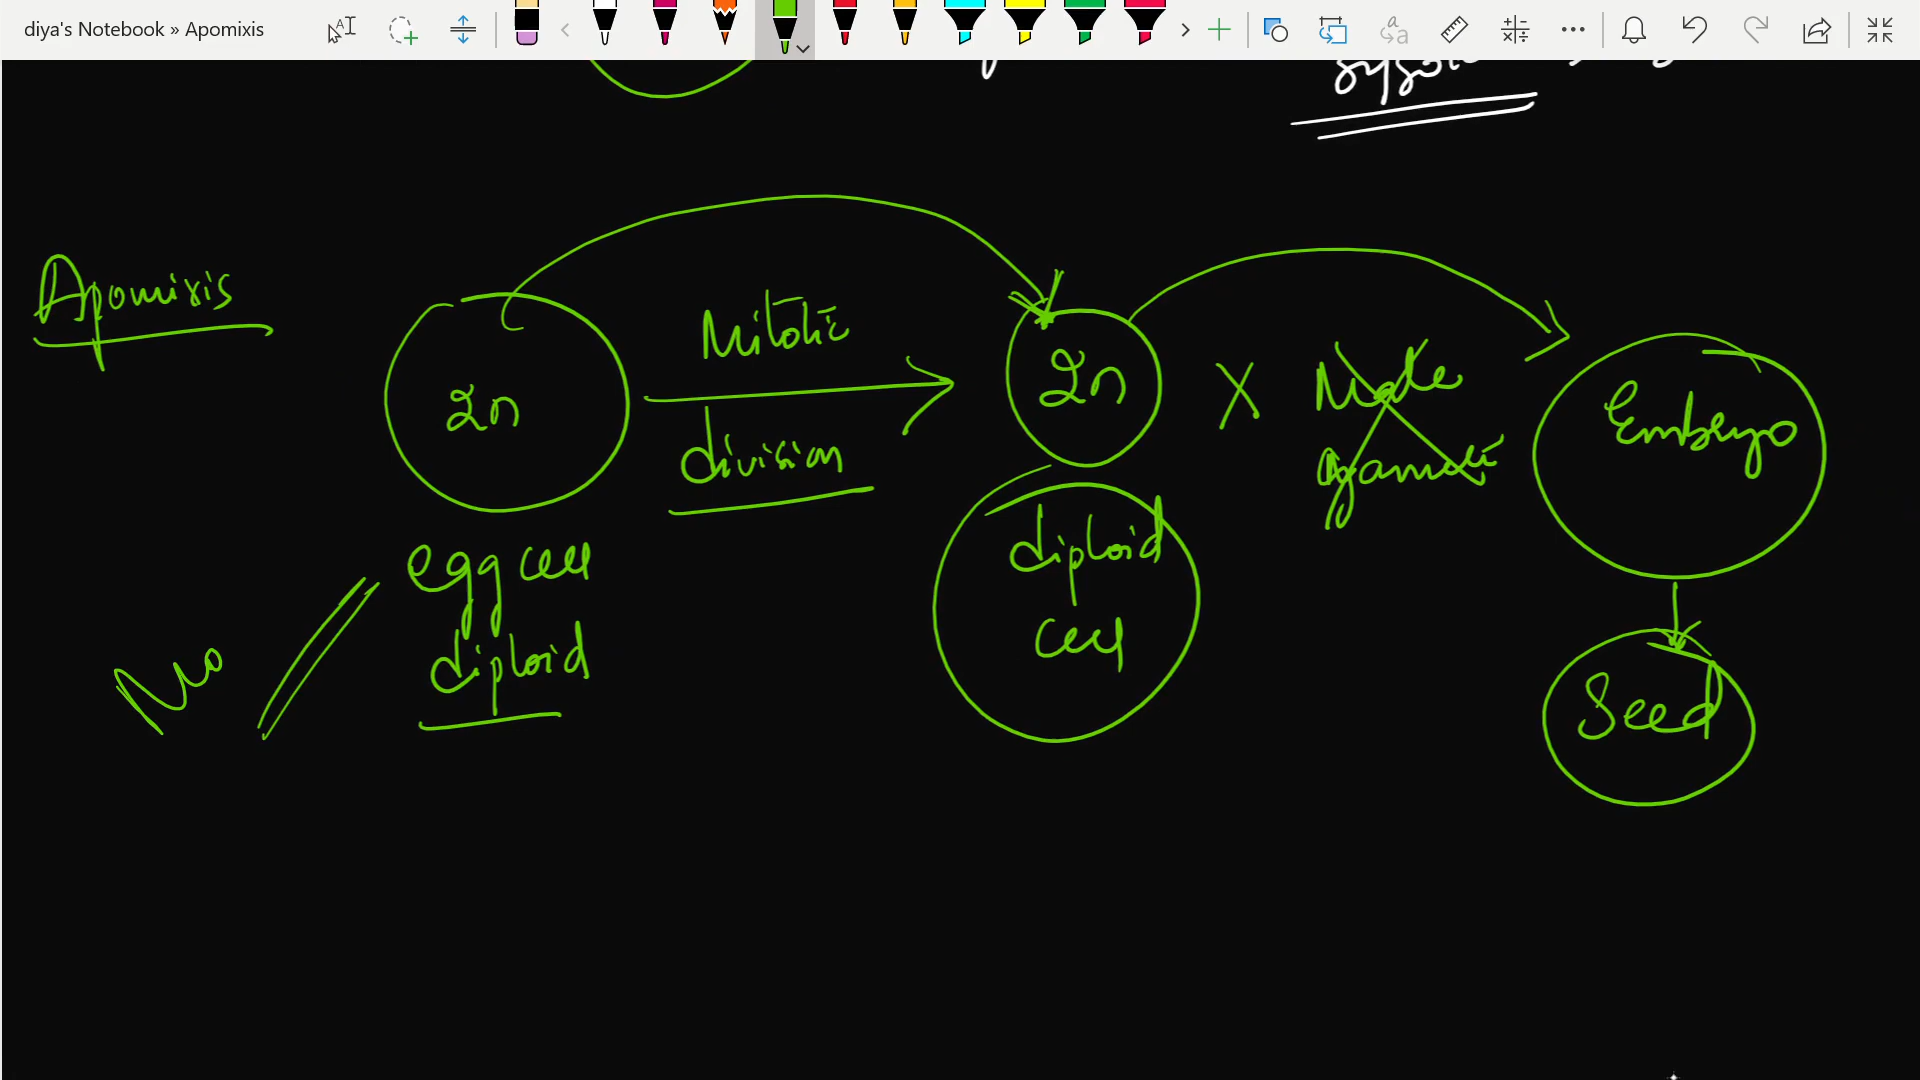 diya's Notebook » Apomixis
Apomixis
2n
Mitotic
division
2n
X
Male
gamete
Embryo
egg cell
diploid
diploid
cell
Seed
No